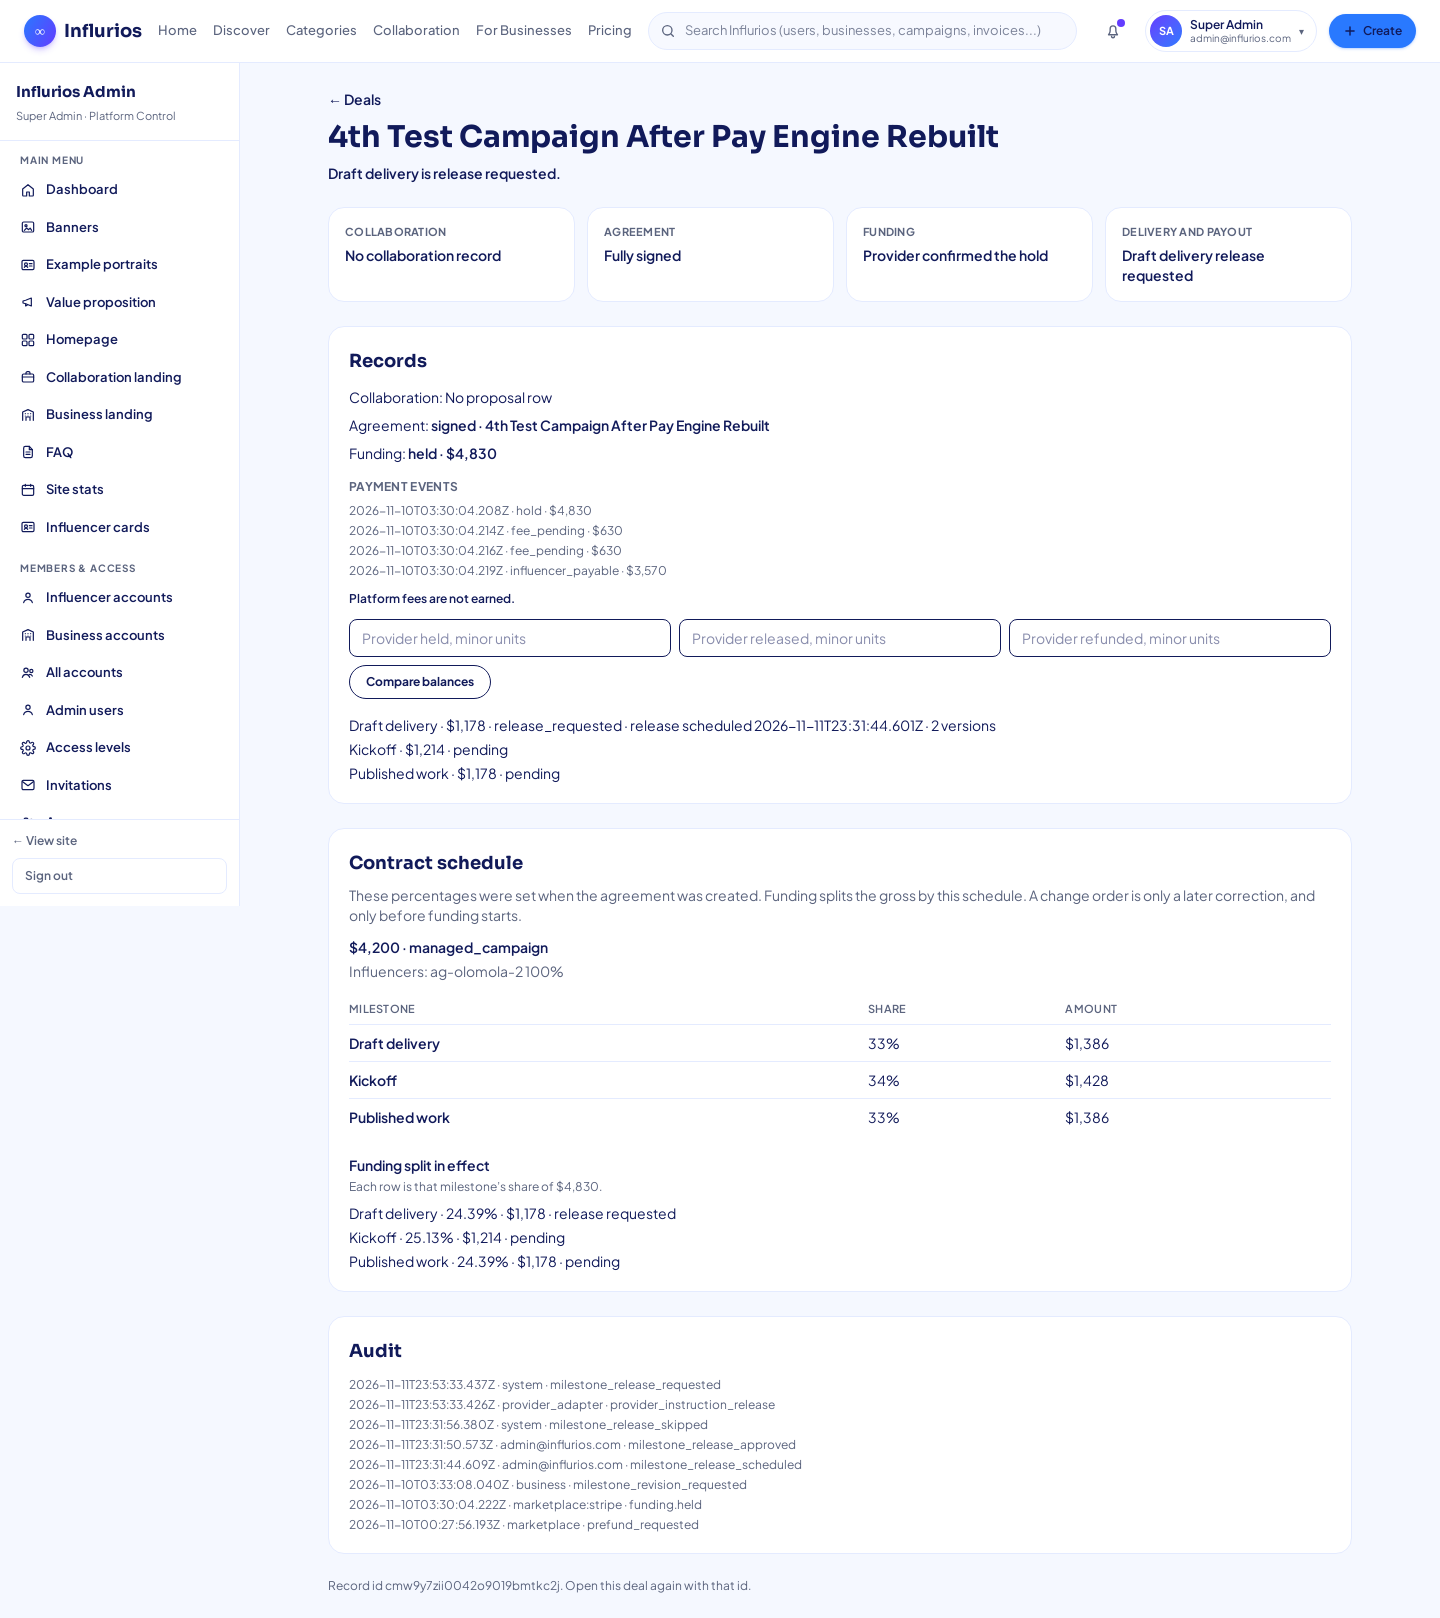 ∞ Influrios Home Discover Categories Collaboration For Businesses Pricing Search Influrios (users, businesses, campaigns, invoices...) SA Super Admin ▾ + Create
admin@influrios.com
Influrios Admin
Super Admin · Platform Control
MAIN MENU
Dashboard
Banners
Example portraits
Value proposition
Homepage
Collaboration landing
Business landing
FAQ
Site stats
Influencer cards
MEMBERS & ACCESS
Influencer accounts
Business accounts
All accounts
Admin users
Access levels
Invitations
← View site
Sign out
← Deals
4th Test Campaign After Pay Engine Rebuilt
Draft delivery is release requested.
COLLABORATION
No collaboration record
AGREEMENT
Fully signed
FUNDING
Provider confirmed the hold
DELIVERY AND PAYOUT
Draft delivery release
requested
Records
Collaboration: No proposal row
Agreement: signed · 4th Test Campaign After Pay Engine Rebuilt
Funding: held · $4,830
PAYMENT EVENTS
2026-11-10T03:30:04.208Z · hold · $4,830
2026-11-10T03:30:04.214Z · fee_pending · $630
2026-11-10T03:30:04.216Z · fee_pending · $630
2026-11-10T03:30:04.219Z · influencer_payable · $3,570
Platform fees are not earned.
Provider held, minor units
Provider released, minor units
Provider refunded, minor units
Compare balances
Draft delivery · $1,178 · release_requested · release scheduled 2026-11-11T23:31:44.601Z · 2 versions
Kickoff · $1,214 · pending
Published work · $1,178 · pending
Contract schedule
These percentages were set when the agreement was created. Funding splits the gross by this schedule. A change order is only a later correction, and
only before funding starts.
$4,200 · managed_campaign
Influencers: ag-olomola-2 100%
MILESTONE SHARE AMOUNT
Draft delivery 33% $1,386
Kickoff 34% $1,428
Published work 33% $1,386
Funding split in effect
Each row is that milestone's share of $4,830.
Draft delivery · 24.39% · $1,178 · release requested
Kickoff · 25.13% · $1,214 · pending
Published work · 24.39% · $1,178 · pending
Audit
2026-11-11T23:53:33.437Z · system · milestone_release_requested
2026-11-11T23:53:33.426Z · provider_adapter · provider_instruction_release
2026-11-11T23:31:56.380Z · system · milestone_release_skipped
2026-11-11T23:31:50.573Z · admin@influrios.com · milestone_release_approved
2026-11-11T23:31:44.609Z · admin@influrios.com · milestone_release_scheduled
2026-11-10T03:33:08.040Z · business · milestone_revision_requested
2026-11-10T03:30:04.222Z · marketplace:stripe · funding.held
2026-11-10T00:27:56.193Z · marketplace · prefund_requested
Record id cmw9y7zii0042o9019bmtkc2j. Open this deal again with that id.